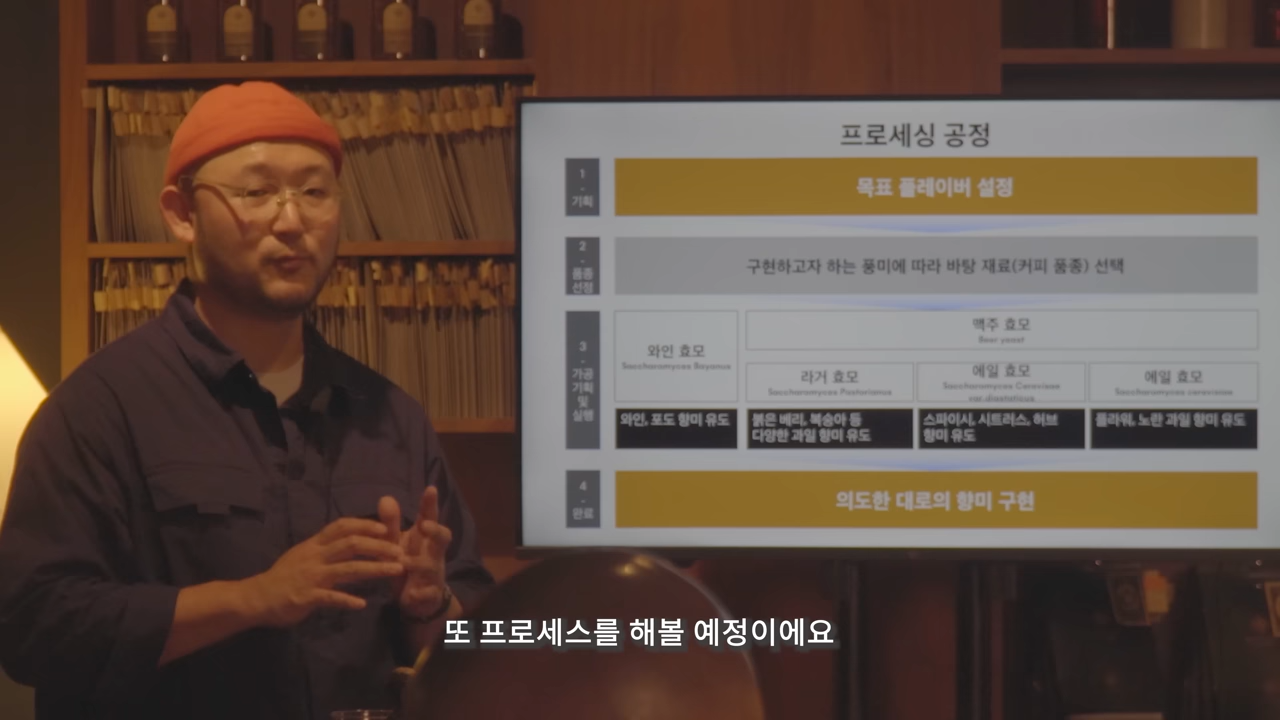 프로세싱 공정
1
-
기획
목표 플레이버 설정
2
-
품종
선정
구현하고자 하는 풍미에 따라 바탕 재료(커피 품종) 선택
3
-
가공
기획
및
실행
와인 효모
Saccharomyces Bayanus
맥주 효모
Beer yeast
라거 효모
Saccharomyces Pastorianus
에일 효모
Saccharomyces Cerevisiae
var.diastaticus
에일 효모
Saccharomyces cerevisiae
와인, 포도 향미 유도
붉은 베리, 복숭아 등
다양한 과일 향미 유도
스파이시, 시트러스, 허브
향미 유도
플라워, 노란 과일 향미 유도
4
-
완료
의도한 대로의 향미 구현
또 프로세스를 해볼 예정이에요